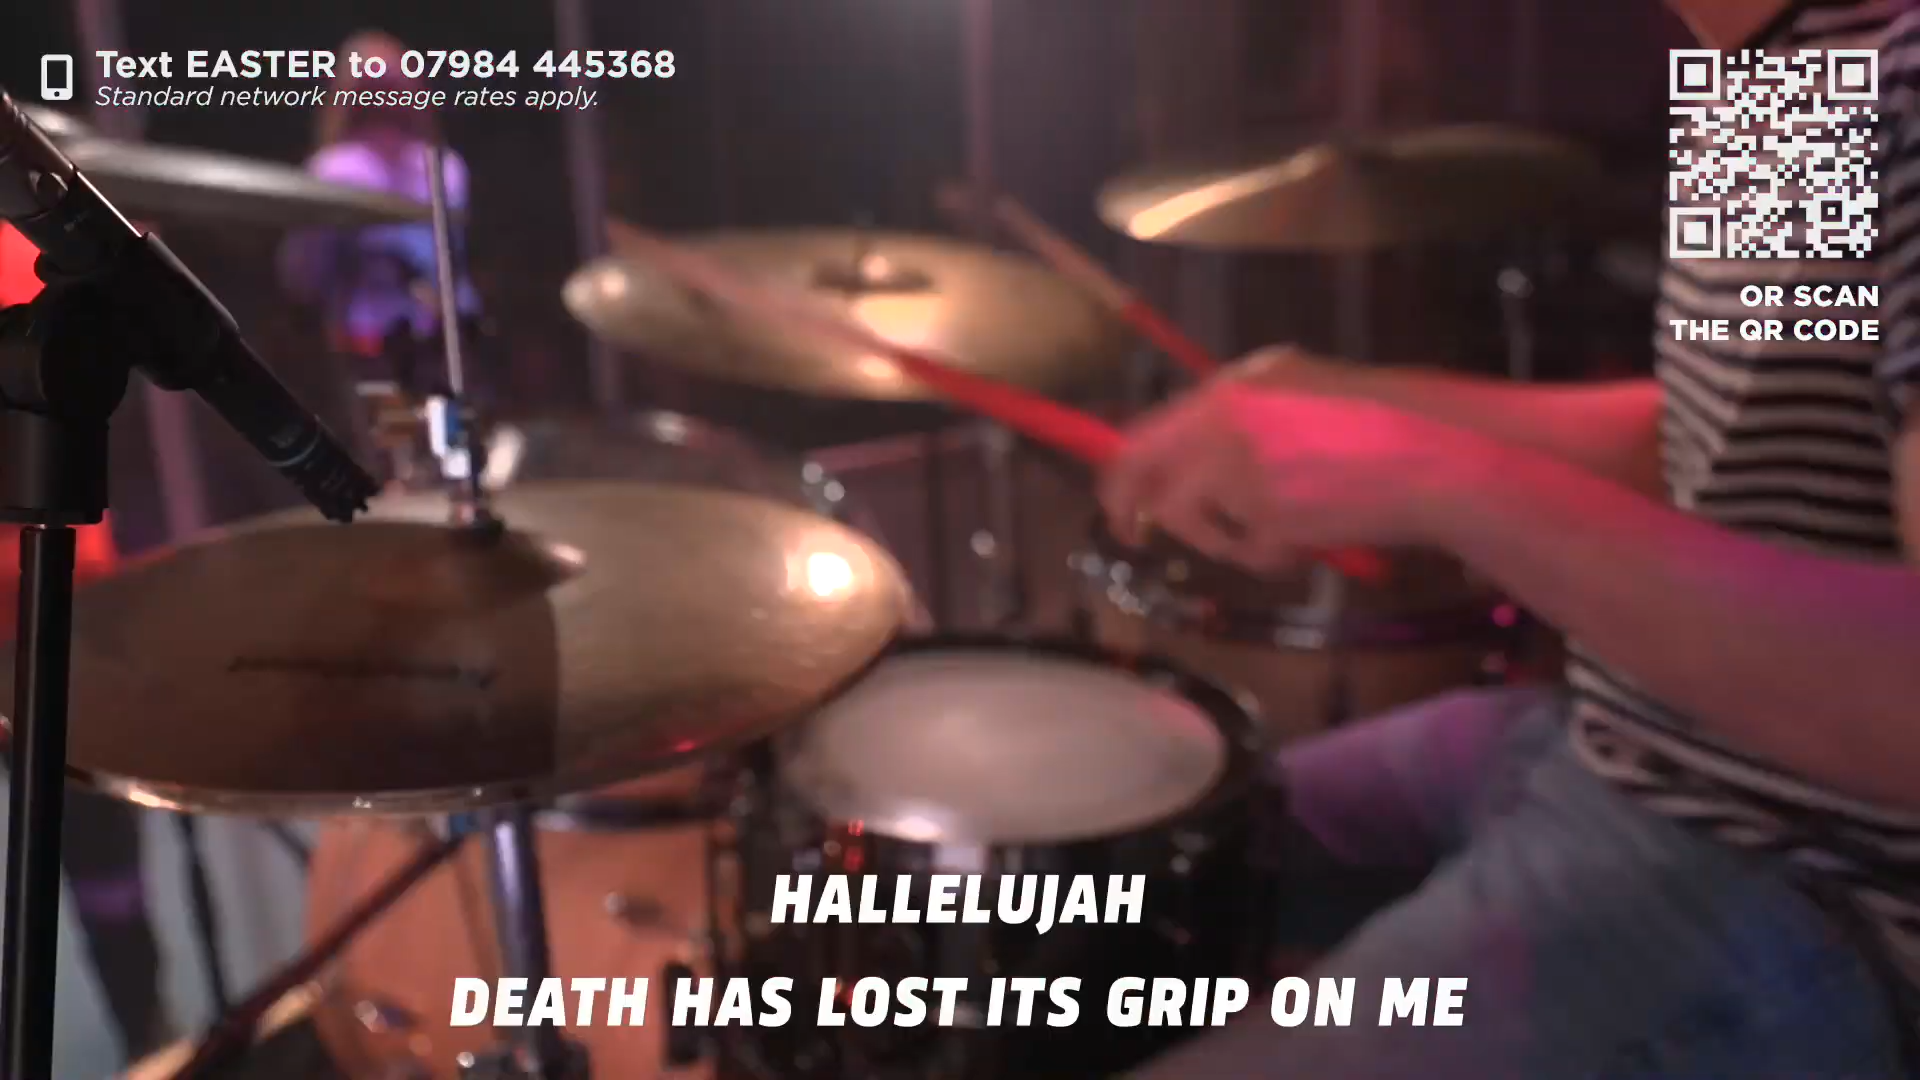 Text EASTER to 07984 445368
Standard network message rates apply.
OR SCAN
THE QR CODE
HALLELUJAH
DEATH HAS LOST ITS GRIP ON ME